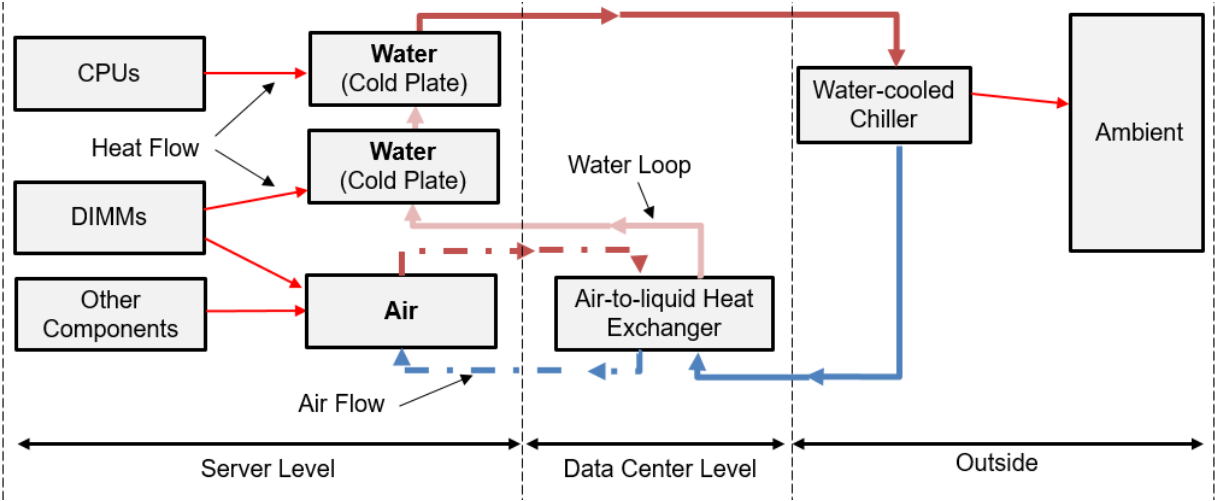 CPUs
Water
(Cold Plate)
Water-cooled
Chiller
Ambient
Heat Flow
Water
(Cold Plate)
Water Loop
DIMMs
Other
Components
Air
Air-to-liquid Heat
Exchanger
Air Flow
Server Level
Data Center Level
Outside